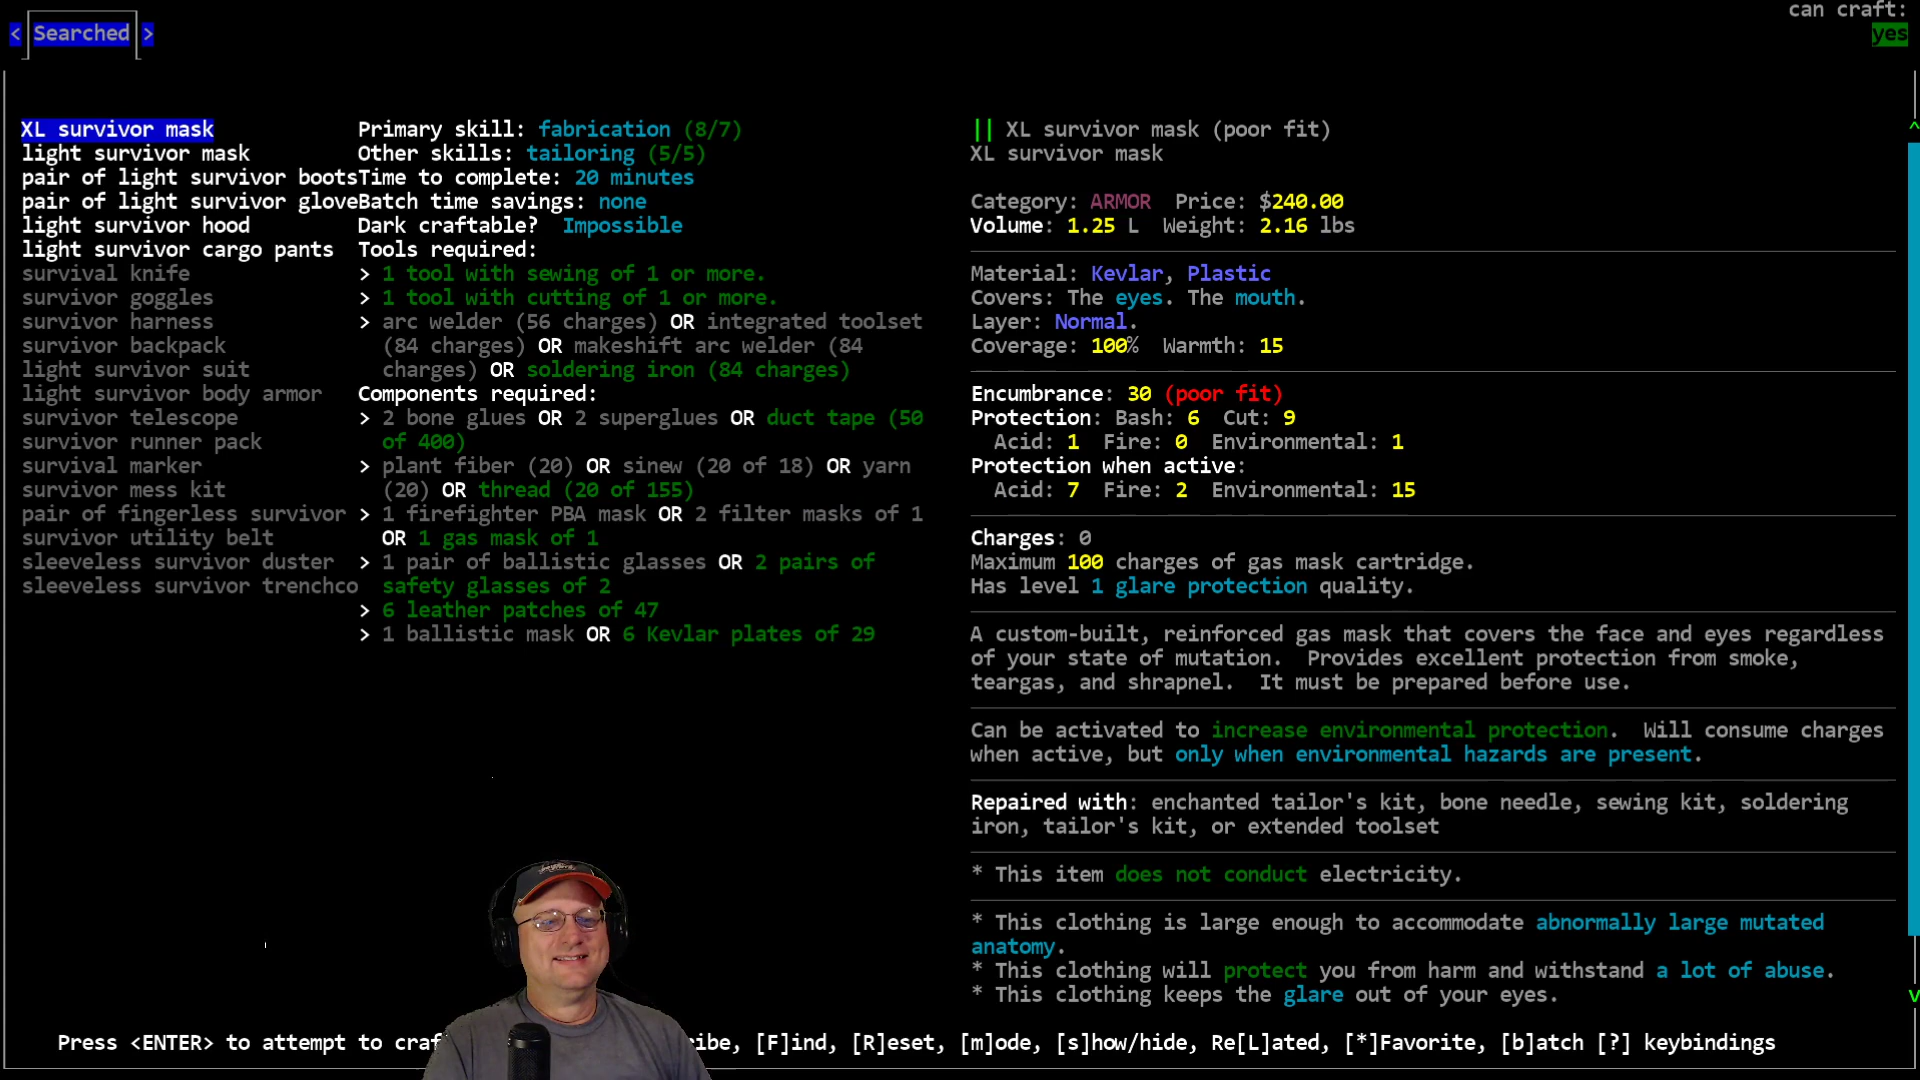 can craft:
< Searched >
yes
XL survivor mask
light survivor mask
pair of light survivor boots
pair of light survivor glove
light survivor hood
light survivor cargo pants
survival knife
survivor goggles
survivor harness
survivor backpack
light survivor suit
light survivor body armor
survivor telescope
survivor runner pack
survival marker
survivor mess kit
pair of fingerless survivor
survivor utility belt
sleeveless survivor duster
sleeveless survivor trenchco
Primary skill: fabrication (8/7)
Other skills: tailoring (5/5)
Time to complete: 20 minutes
Batch time savings: none
Dark craftable? Impossible
Tools required:
> 1 tool with sewing of 1 or more.
> 1 tool with cutting of 1 or more.
> arc welder (56 charges) OR integrated toolset
(84 charges) OR makeshift arc welder (84
charges) OR soldering iron (84 charges)
Components required:
> 2 bone glues OR 2 superglues OR duct tape (50
of 400)
> plant fiber (20) OR sinew (20 of 18) OR yarn
(20) OR thread (20 of 155)
> 1 firefighter PBA mask OR 2 filter masks of 1
OR 1 gas mask of 1
> 1 pair of ballistic glasses OR 2 pairs of
safety glasses of 2
> 6 leather patches of 47
> 1 ballistic mask OR 6 Kevlar plates of 29
|| XL survivor mask (poor fit)
XL survivor mask
Category: ARMOR Price: $240.00
Volume: 1.25 L Weight: 2.16 lbs
Material: Kevlar, Plastic
Covers: The eyes. The mouth.
Layer: Normal.
Coverage: 100% Warmth: 15
Encumbrance: 30 (poor fit)
Protection: Bash: 6 Cut: 9
Acid: 1 Fire: 0 Environmental: 1
Protection when active:
Acid: 7 Fire: 2 Environmental: 15
Charges: 0
Maximum 100 charges of gas mask cartridge.
Has level 1 glare protection quality.
A custom-built, reinforced gas mask that covers the face and eyes regardless
of your state of mutation. Provides excellent protection from smoke,
teargas, and shrapnel. It must be prepared before use.
Can be activated to increase environmental protection. Will consume charges
when active, but only when environmental hazards are present.
Repaired with: enchanted tailor's kit, bone needle, sewing kit, soldering
iron, tailor's kit, or extended toolset
* This item does not conduct electricity.
* This clothing is large enough to accommodate abnormally large mutated
anatomy.
* This clothing will protect you from harm and withstand a lot of abuse.
* This clothing keeps the glare out of your eyes.
Press <ENTER> to attempt to craf ribe, [F]ind, [R]eset, [m]ode, [s]how/hide, Re[L]ated, [*]Favorite, [b]atch [?] keybindings